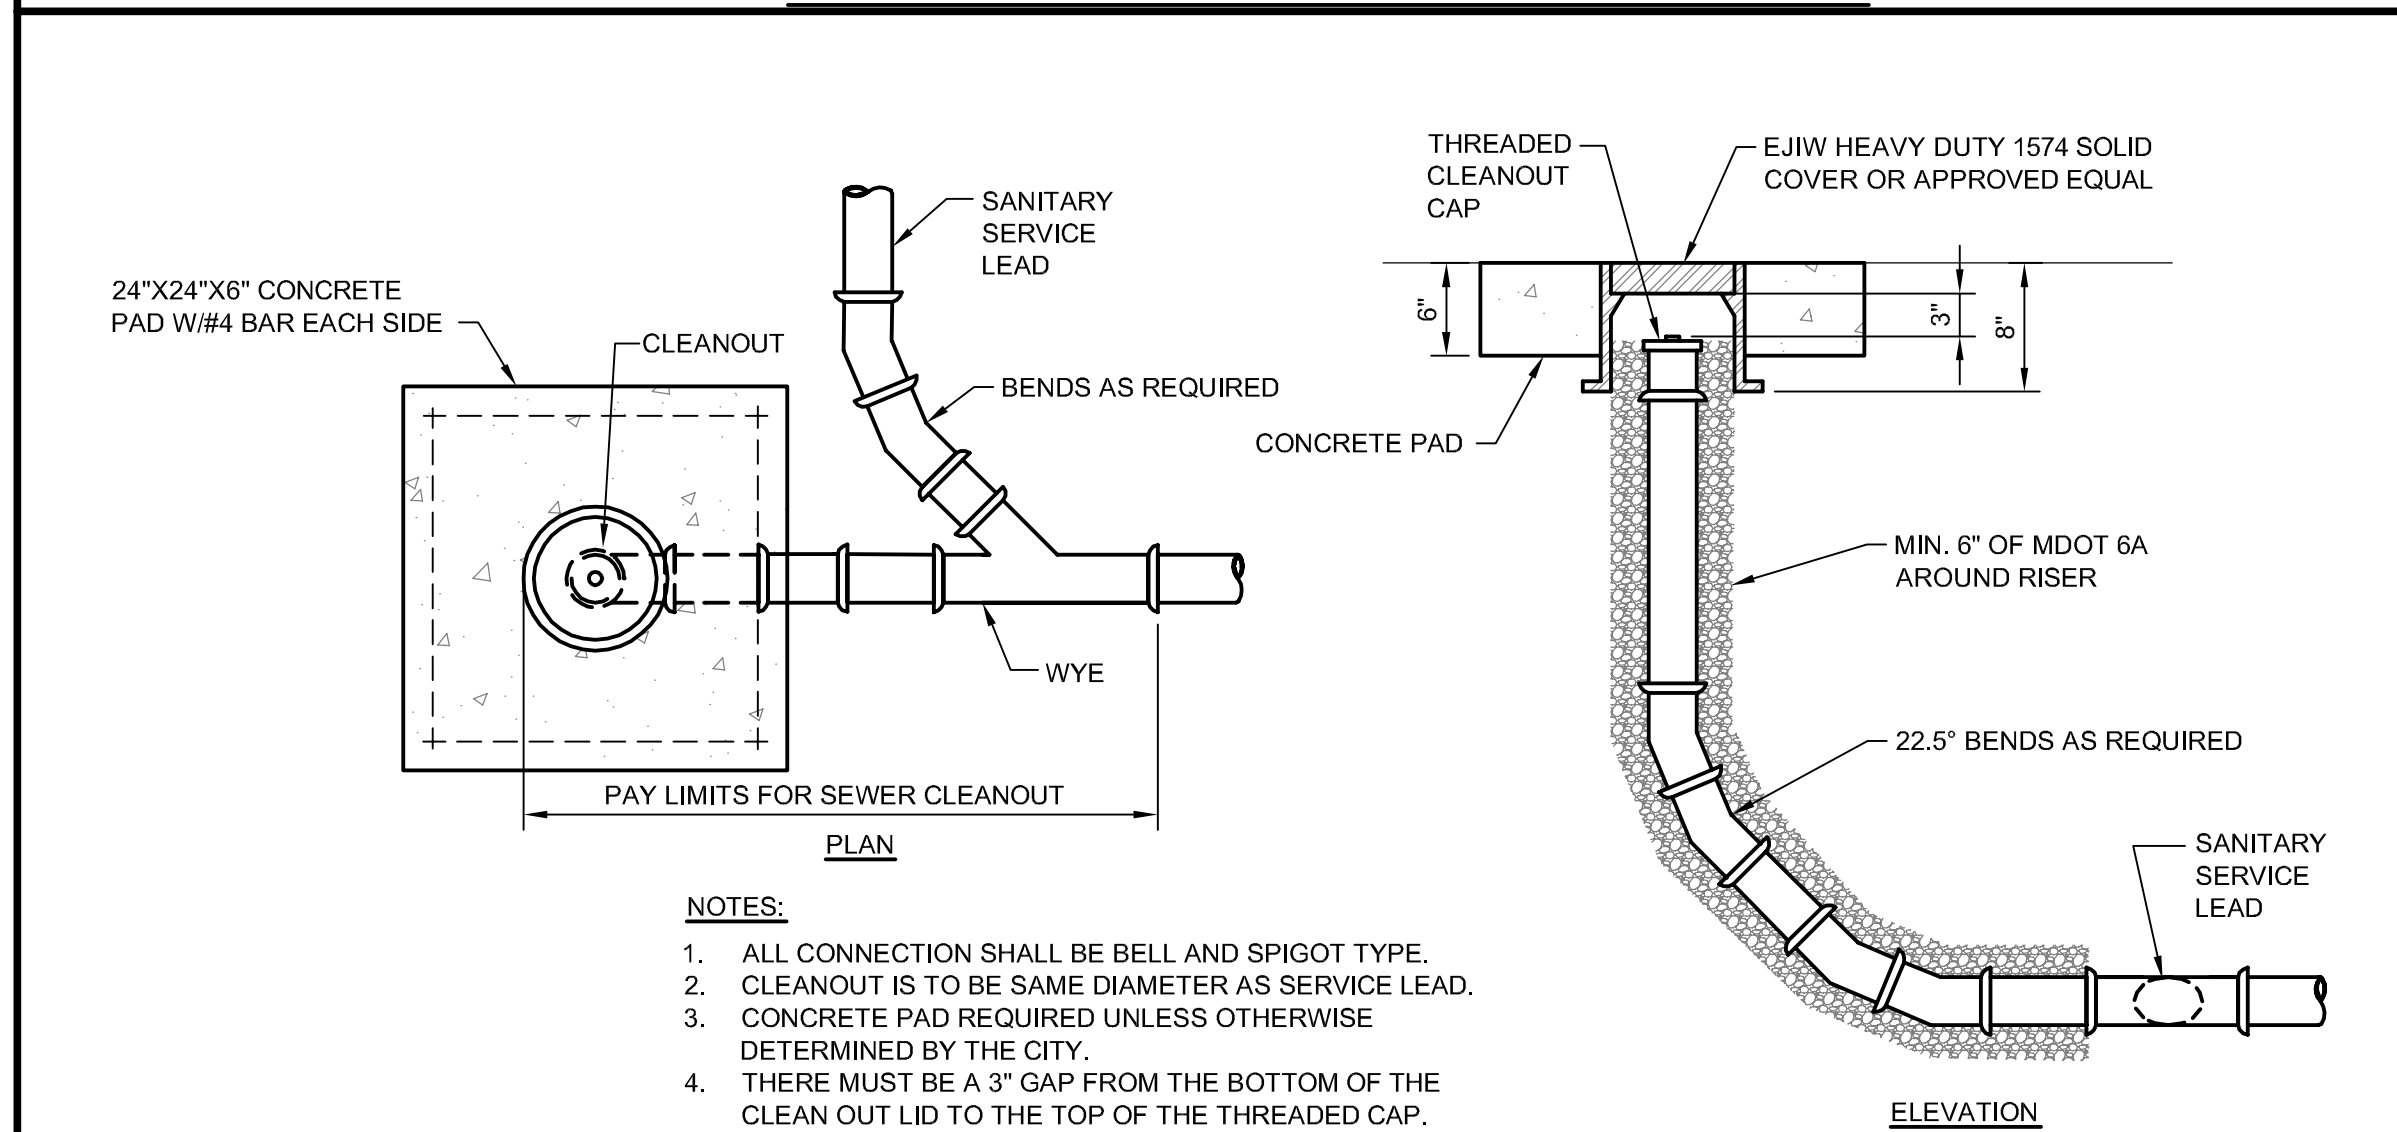 24"X24"X6" CONCRETE
PAD W/#4 BAR EACH SIDE
CLEANOUT
SANITARY
SERVICE
LEAD
BENDS AS REQUIRED
WYE
PAY LIMITS FOR SEWER CLEANOUT
PLAN
THREADED
CLEANOUT
CAP
EJIW HEAVY DUTY 1574 SOLID
COVER OR APPROVED EQUAL
6"
3"
8"
CONCRETE PAD
MIN. 6" OF MDOT 6A
AROUND RISER
22.5° BENDS AS REQUIRED
SANITARY
SERVICE
LEAD
ELEVATION
NOTES:
1. ALL CONNECTION SHALL BE BELL AND SPIGOT TYPE.
2. CLEANOUT IS TO BE SAME DIAMETER AS SERVICE LEAD.
3. CONCRETE PAD REQUIRED UNLESS OTHERWISE
DETERMINED BY THE CITY.
4. THERE MUST BE A 3" GAP FROM THE BOTTOM OF THE
CLEAN OUT LID TO THE TOP OF THE THREADED CAP.